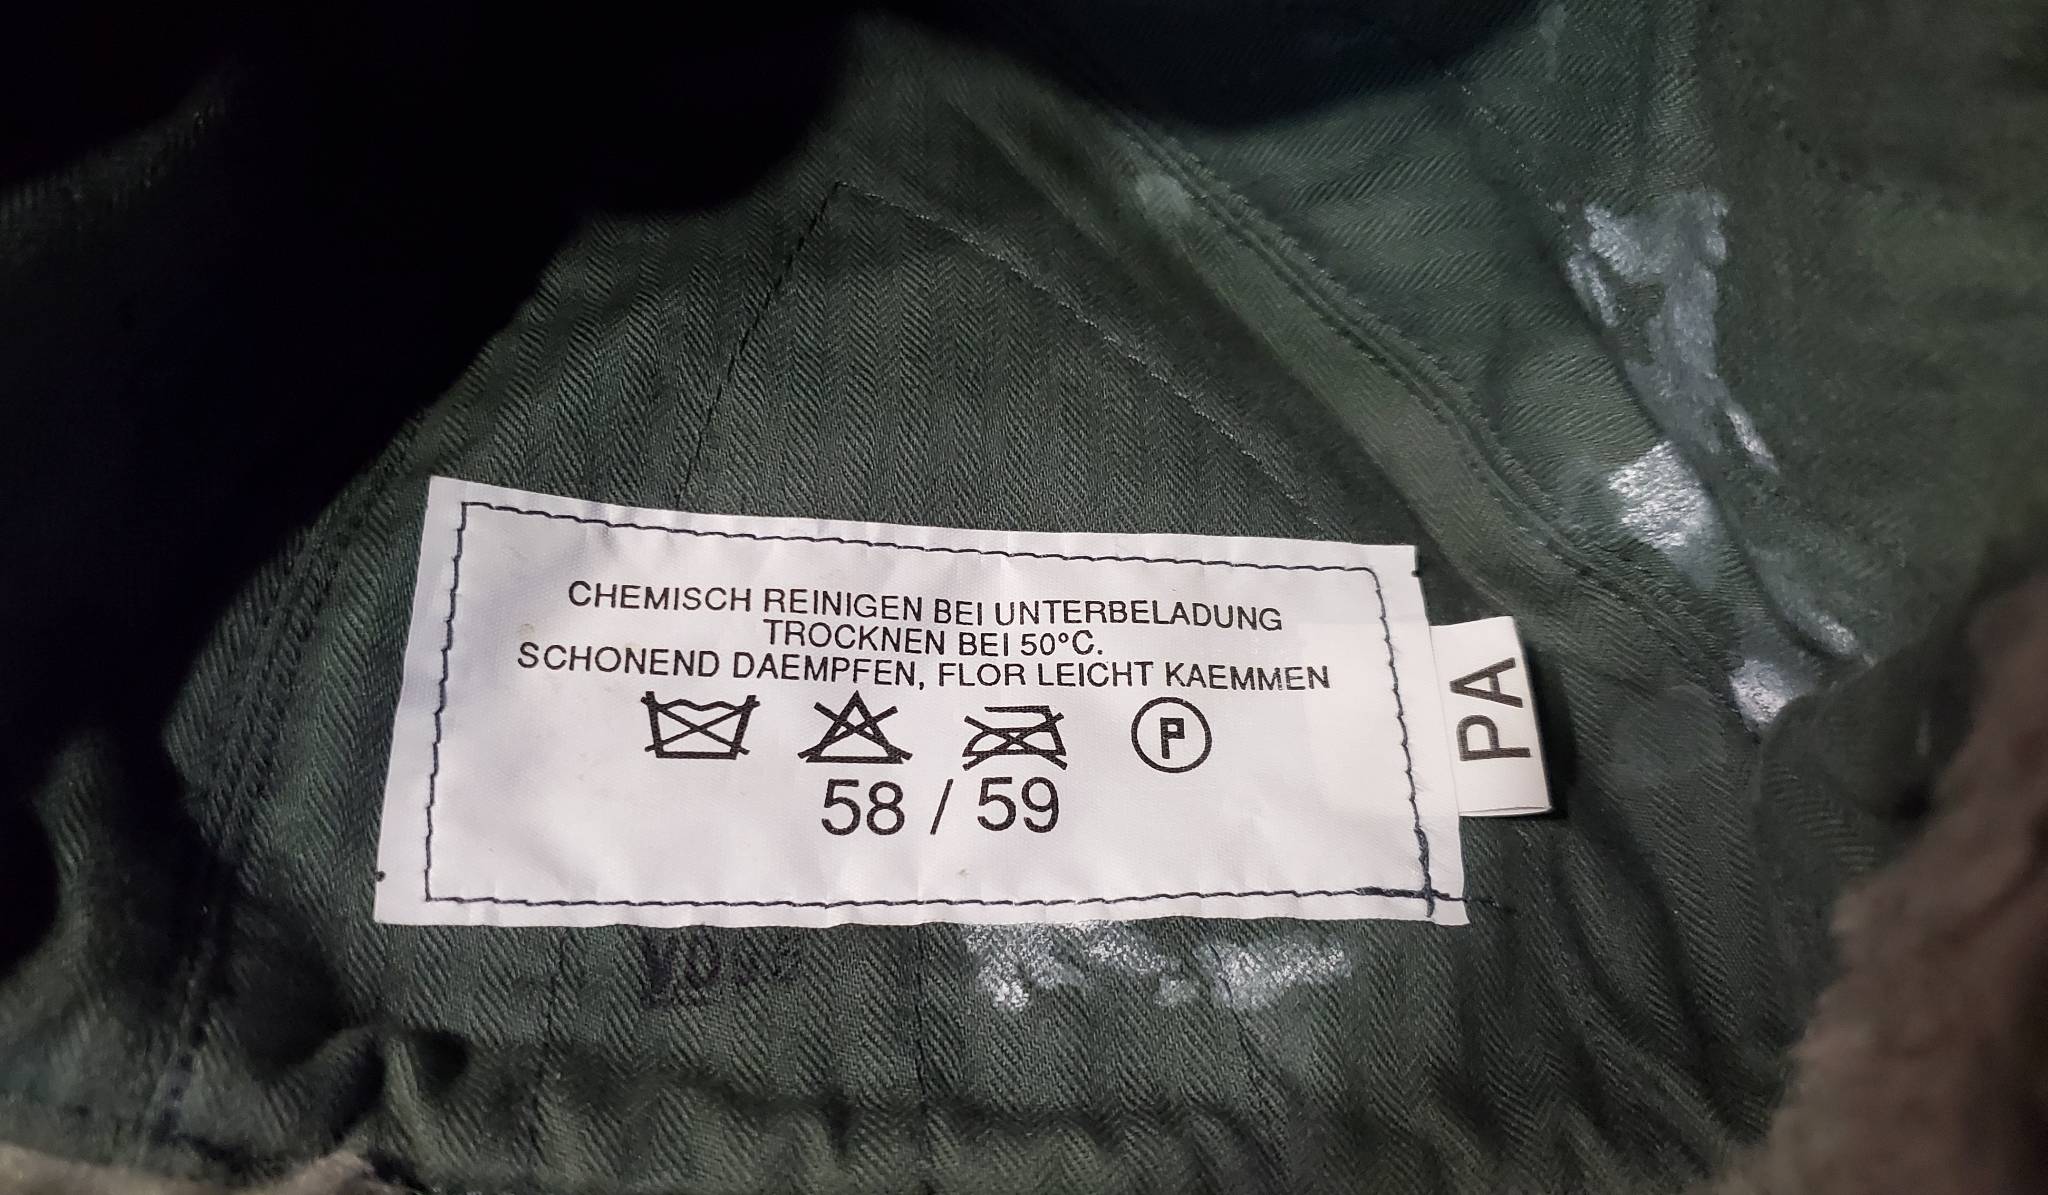 CHEMISCH REINIGEN BEI UNTERBELADUNG
TROCKNEN BEI 50°C.
SCHONEND DAEMPFEN, FLOR LEICHT KAEMMEN
P
58 / 59
PA